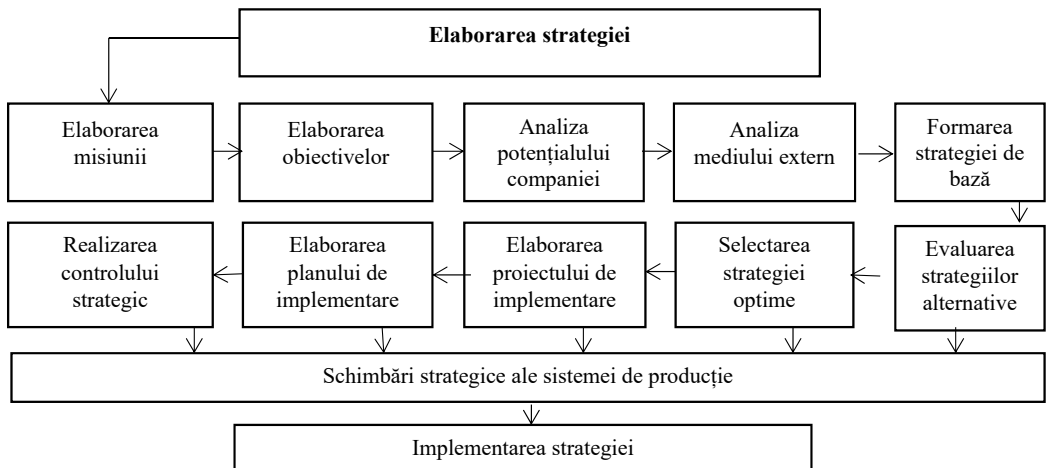 Elaborarea strategiei
Elaborarea
misiunii
Elaborarea
obiectivelor
Analiza
potențialului
companiei
Analiza
mediului extern
Formarea
strategiei de
bază
Realizarea
controlului
strategic
Elaborarea
planului de
implementare
Elaborarea
proiectului de
implementare
Selectarea
strategiei
optime
Evaluarea
strategiilor
alternative
Schimbări strategice ale sistemei de producție
Implementarea strategiei